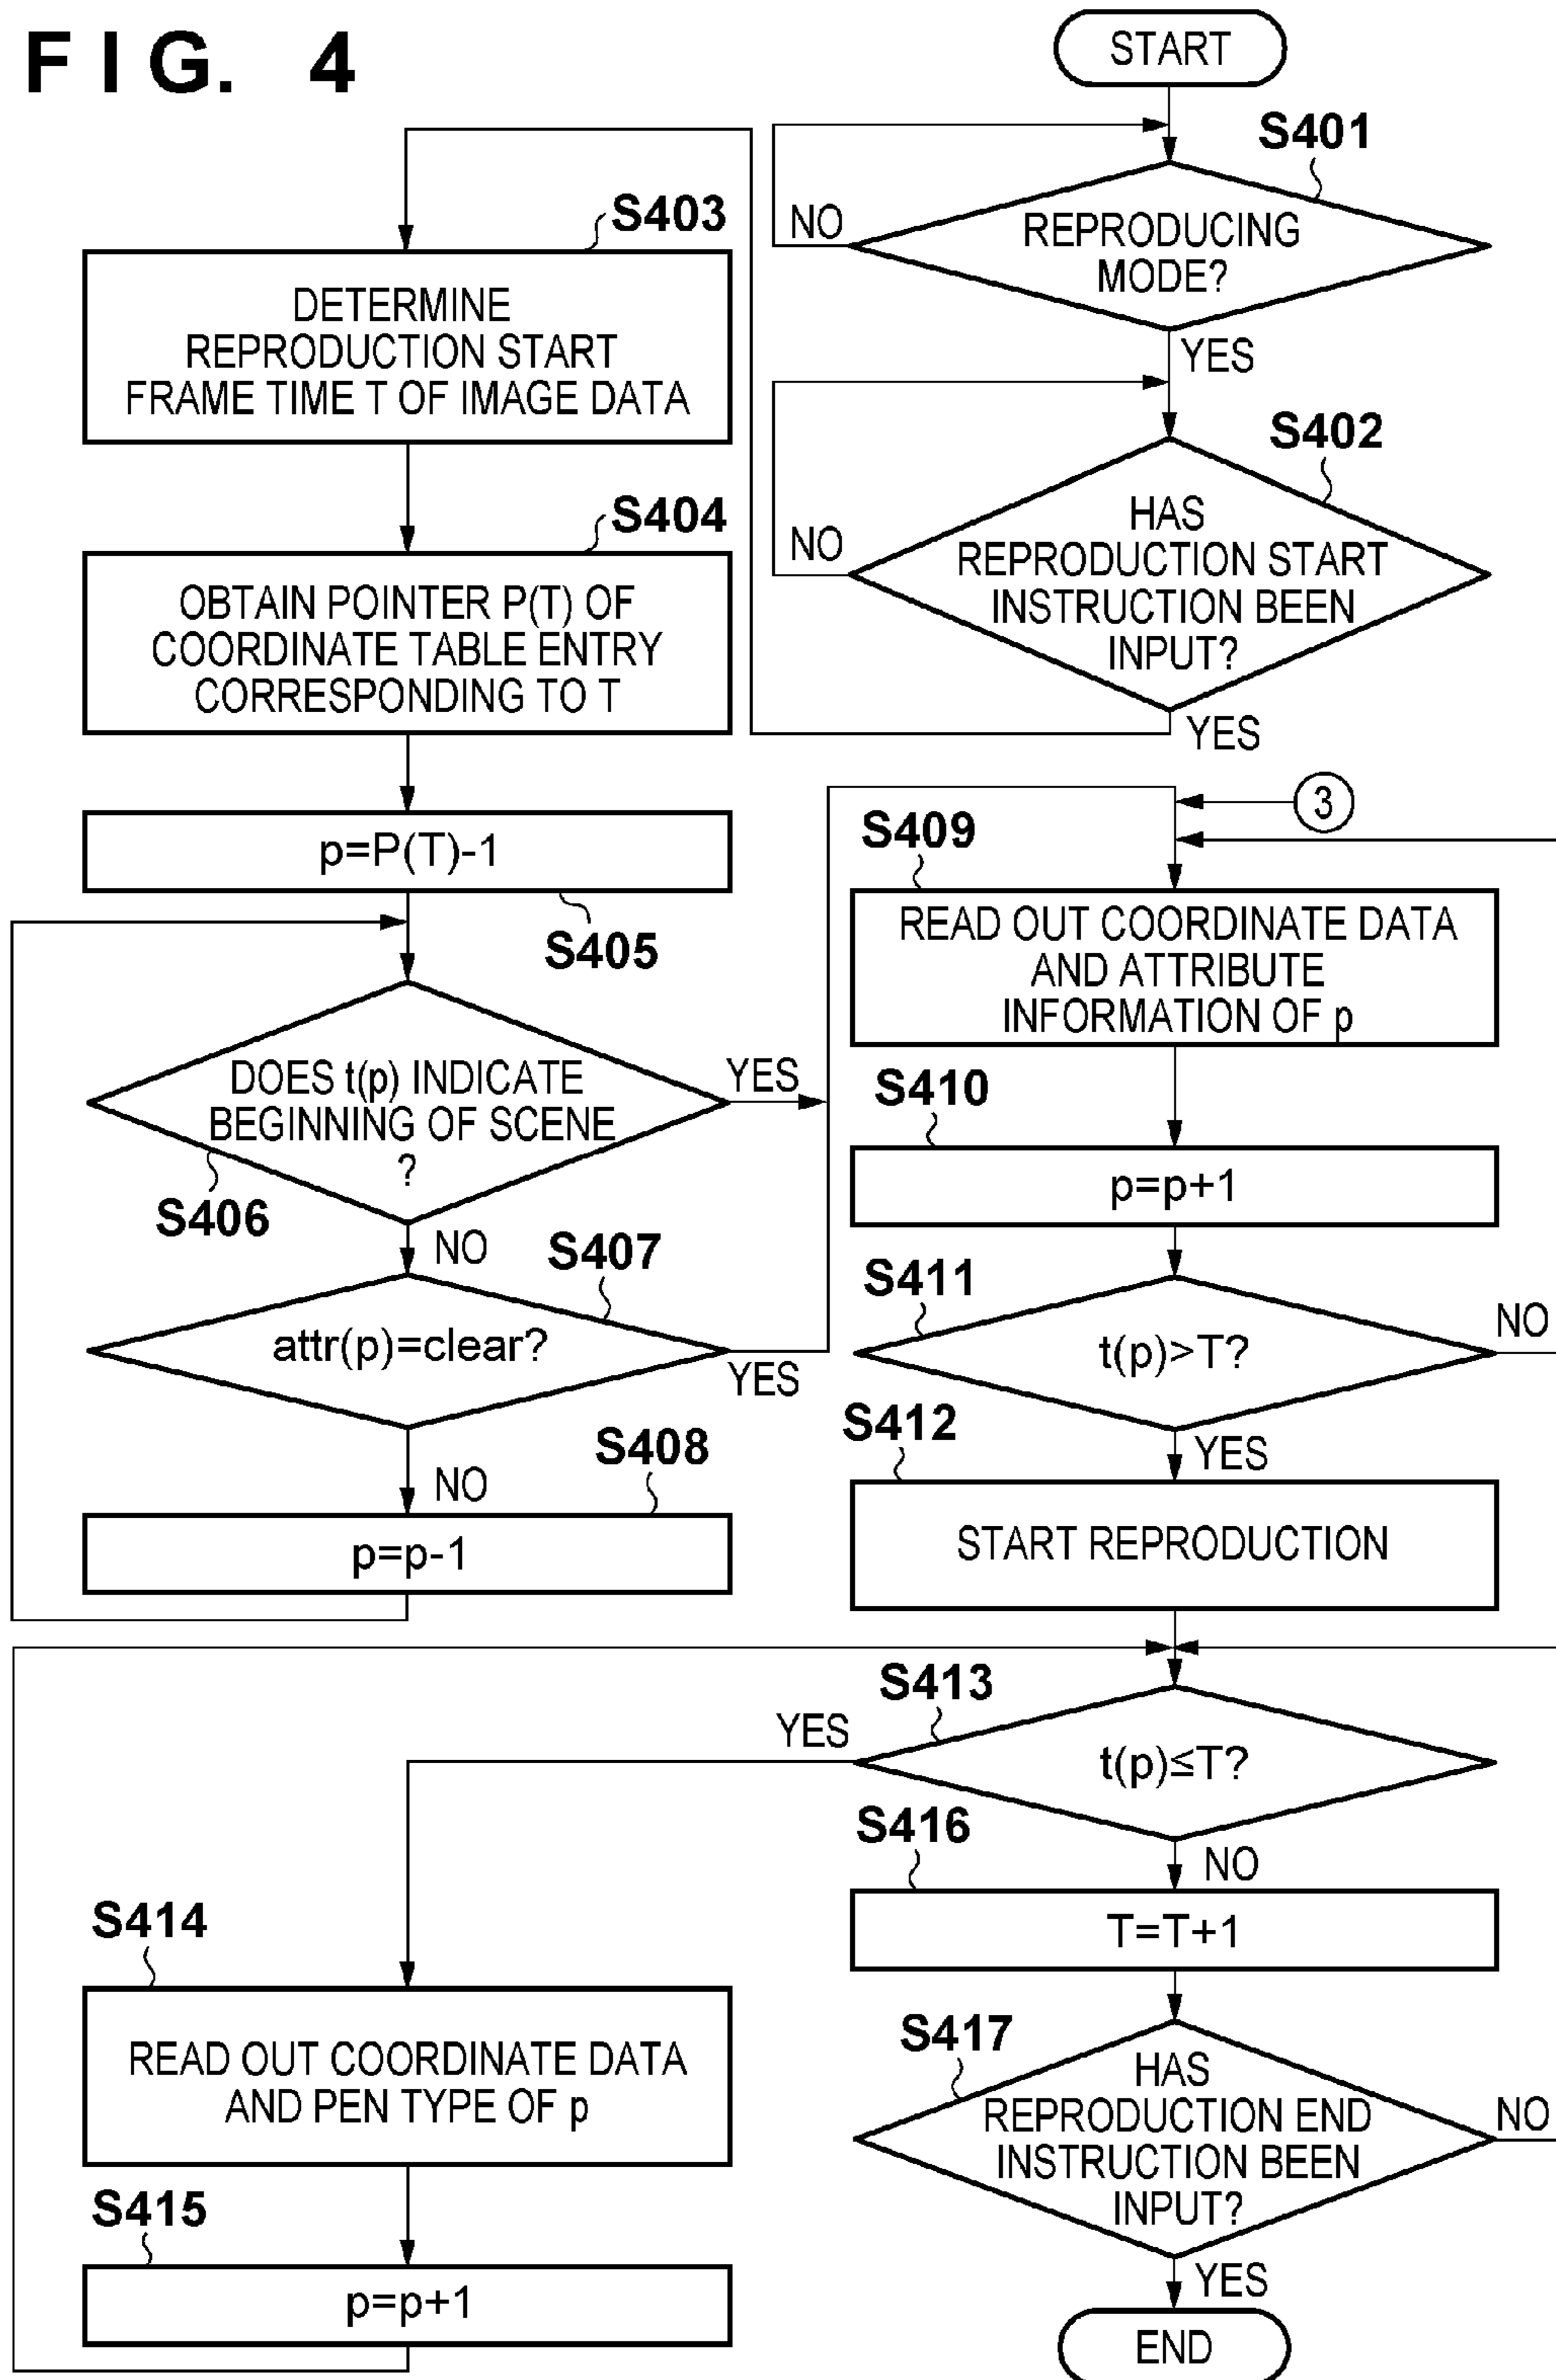 FIG. 4
START
S401
REPRODUCING
MODE?
NO
YES
S402
HAS
REPRODUCTION START
INSTRUCTION BEEN
INPUT?
NO
YES
S403
DETERMINE
REPRODUCTION START
FRAME TIME T OF IMAGE DATA
S404
OBTAIN POINTER P(T) OF
COORDINATE TABLE ENTRY
CORRESPONDING TO T
p=P(T)-1
S405
DOES t(p) INDICATE
BEGINNING OF SCENE
?
YES
S406
NO
S407
attr(p)=clear?
YES
NO
S408
p=p-1
3
S409
READ OUT COORDINATE DATA
AND ATTRIBUTE
INFORMATION OF p
S410
p=p+1
S411
t(p)>T?
NO
YES
S412
START REPRODUCTION
S413
t(p)≤T?
YES
NO
S414
READ OUT COORDINATE DATA
AND PEN TYPE OF p
S415
p=p+1
S416
T=T+1
S417
HAS
REPRODUCTION END
INSTRUCTION BEEN
INPUT?
NO
YES
END